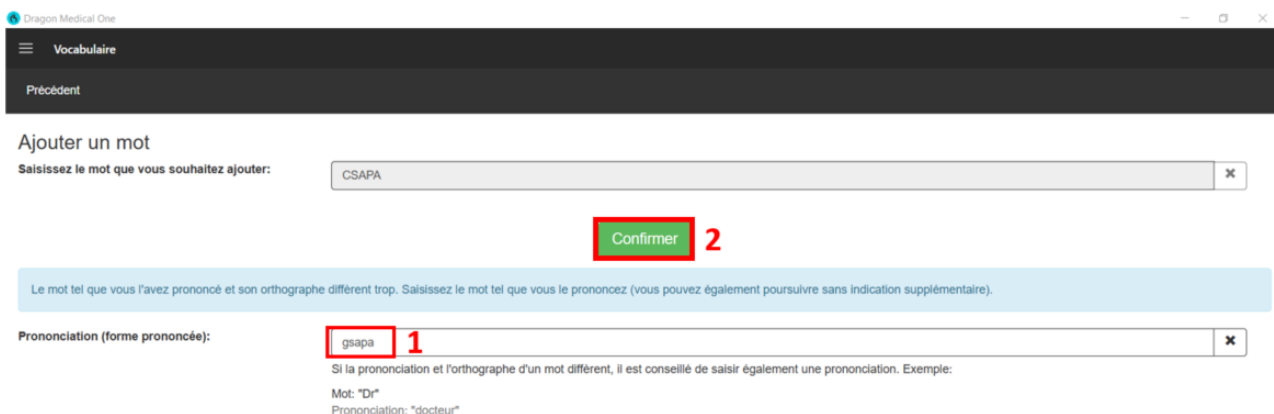 Dragon Medical One
Vocabulaire
Précédent
Ajouter un mot
Saisissez le mot que vous souhaitez ajouter:
CSAPA
Confirmer 2
Le mot tel que vous l'avez prononcé et son orthographe diffèrent trop. Saisissez le mot tel que vous le prononcez (vous pouvez également poursuivre sans indication supplémentaire).
Prononciation (forme prononcée):
gsapa 1
Si la prononciation et l'orthographe d'un mot diffèrent, il est conseillé de saisir également une prononciation. Exemple:
Mot: "Dr"
Prononciation: "docteur"